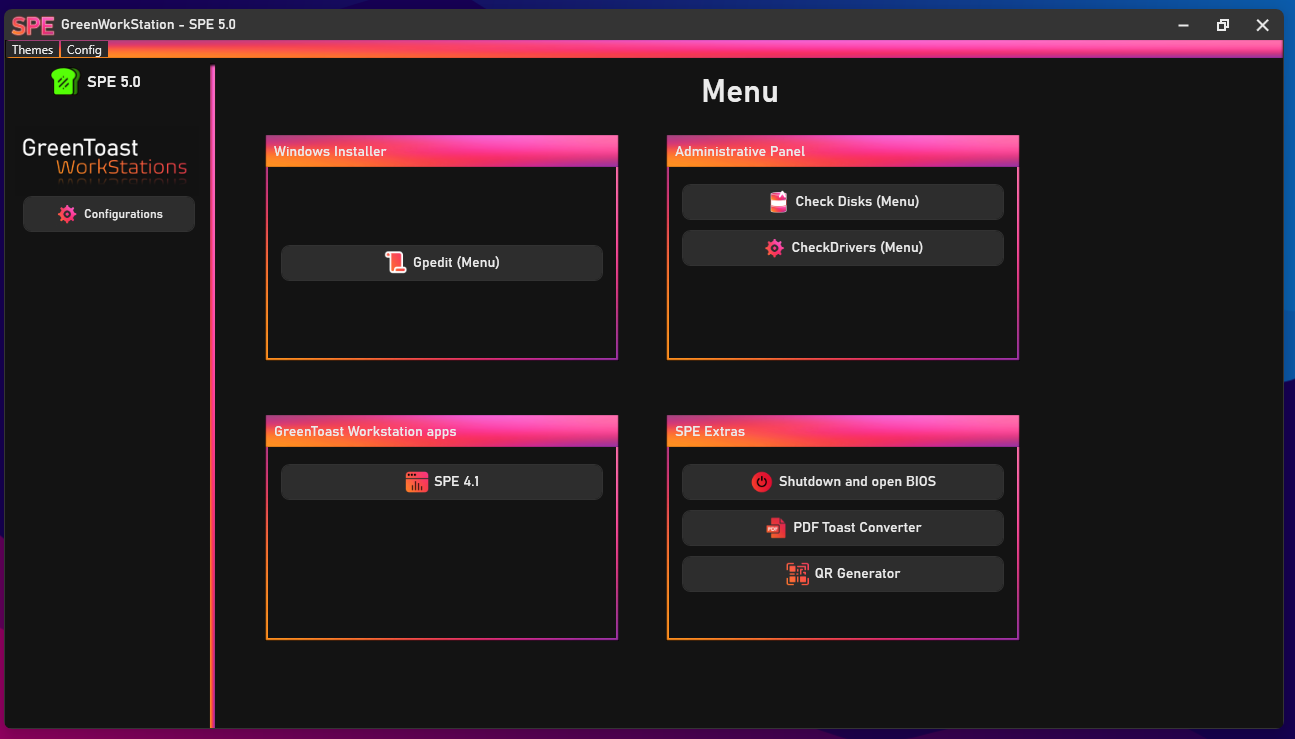 SPE GreenWorkStation - SPE 5.0
Themes Config
SPE 5.0
GreenToast
WorkStations
Configurations
Menu
Windows Installer
Gpedit (Menu)
Administrative Panel
Check Disks (Menu)
CheckDrivers (Menu)
GreenToast Workstation apps
SPE 4.1
SPE Extras
Shutdown and open BIOS
PDF PDF Toast Converter
QR Generator